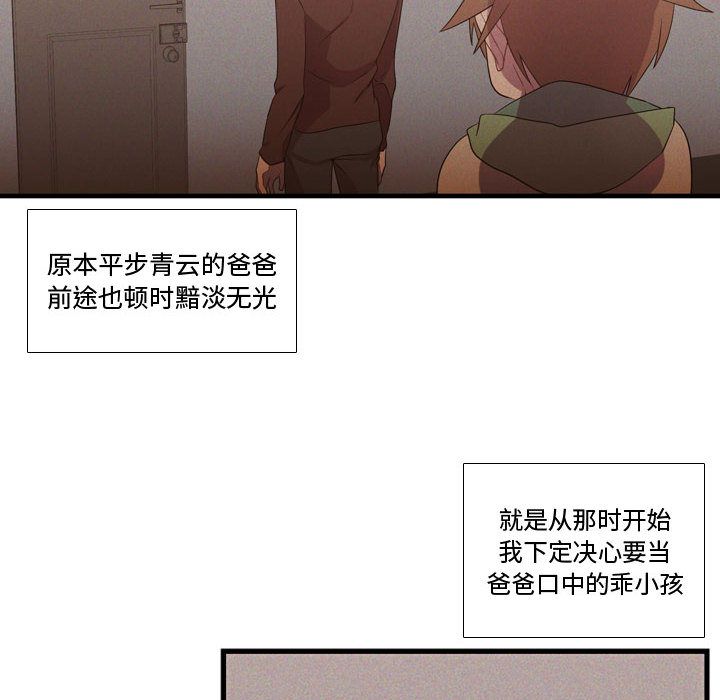 原本平步青云的爸爸
前途也顿时黯淡无光
就是从那时开始
我下定决心要当
爸爸口中的乖小孩